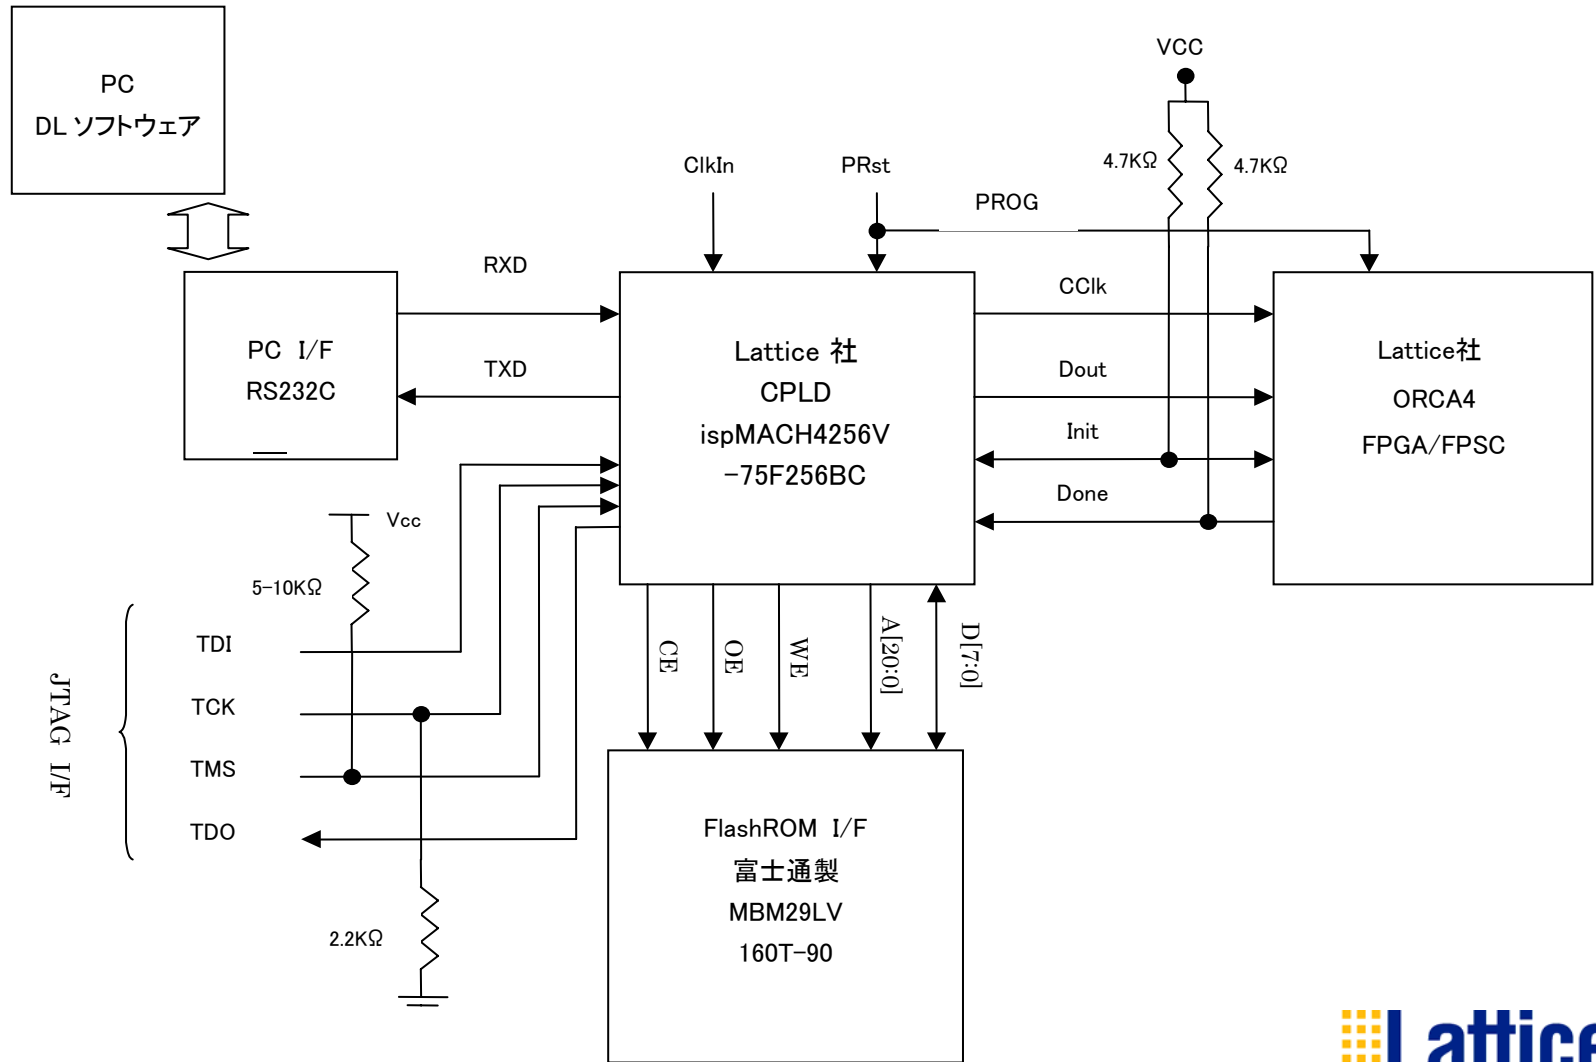 PC
DL ソフトウェア
VCC
4.7KΩ
4.7KΩ
ClkIn
PRst
PROG
RXD
TXD
PC I/F
RS232C
Lattice 社
CPLD
ispMACH4256V
-75F256BC
CClk
Dout
Init
Done
Lattice社
ORCA4
FPGA/FPSC
Vcc
5-10KΩ
JTAG I/F
TDI
TCK
TMS
TDO
2.2KΩ
CE
OE
WE
A[20:0]
D[7:0]
FlashROM I/F
富士通製
MBM29LV
160T-90
Lattice